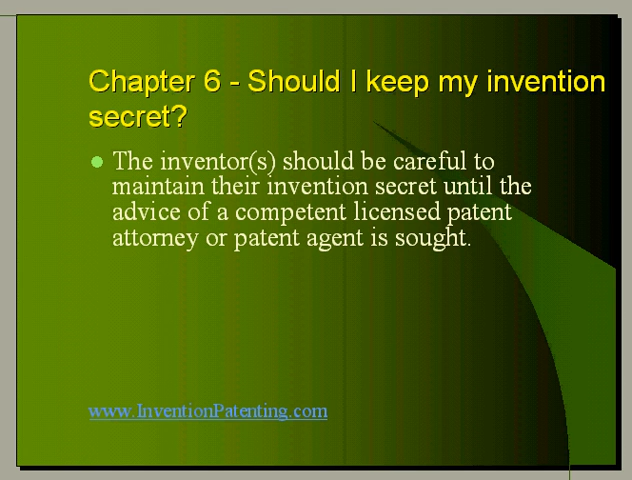 Chapter 6 - Should I keep my invention
secret?
The inventor(s) should be careful to
maintain their invention secret until the
advice of a competent licensed patent
attorney or patent agent is sought.
www.InventionPatenting.com